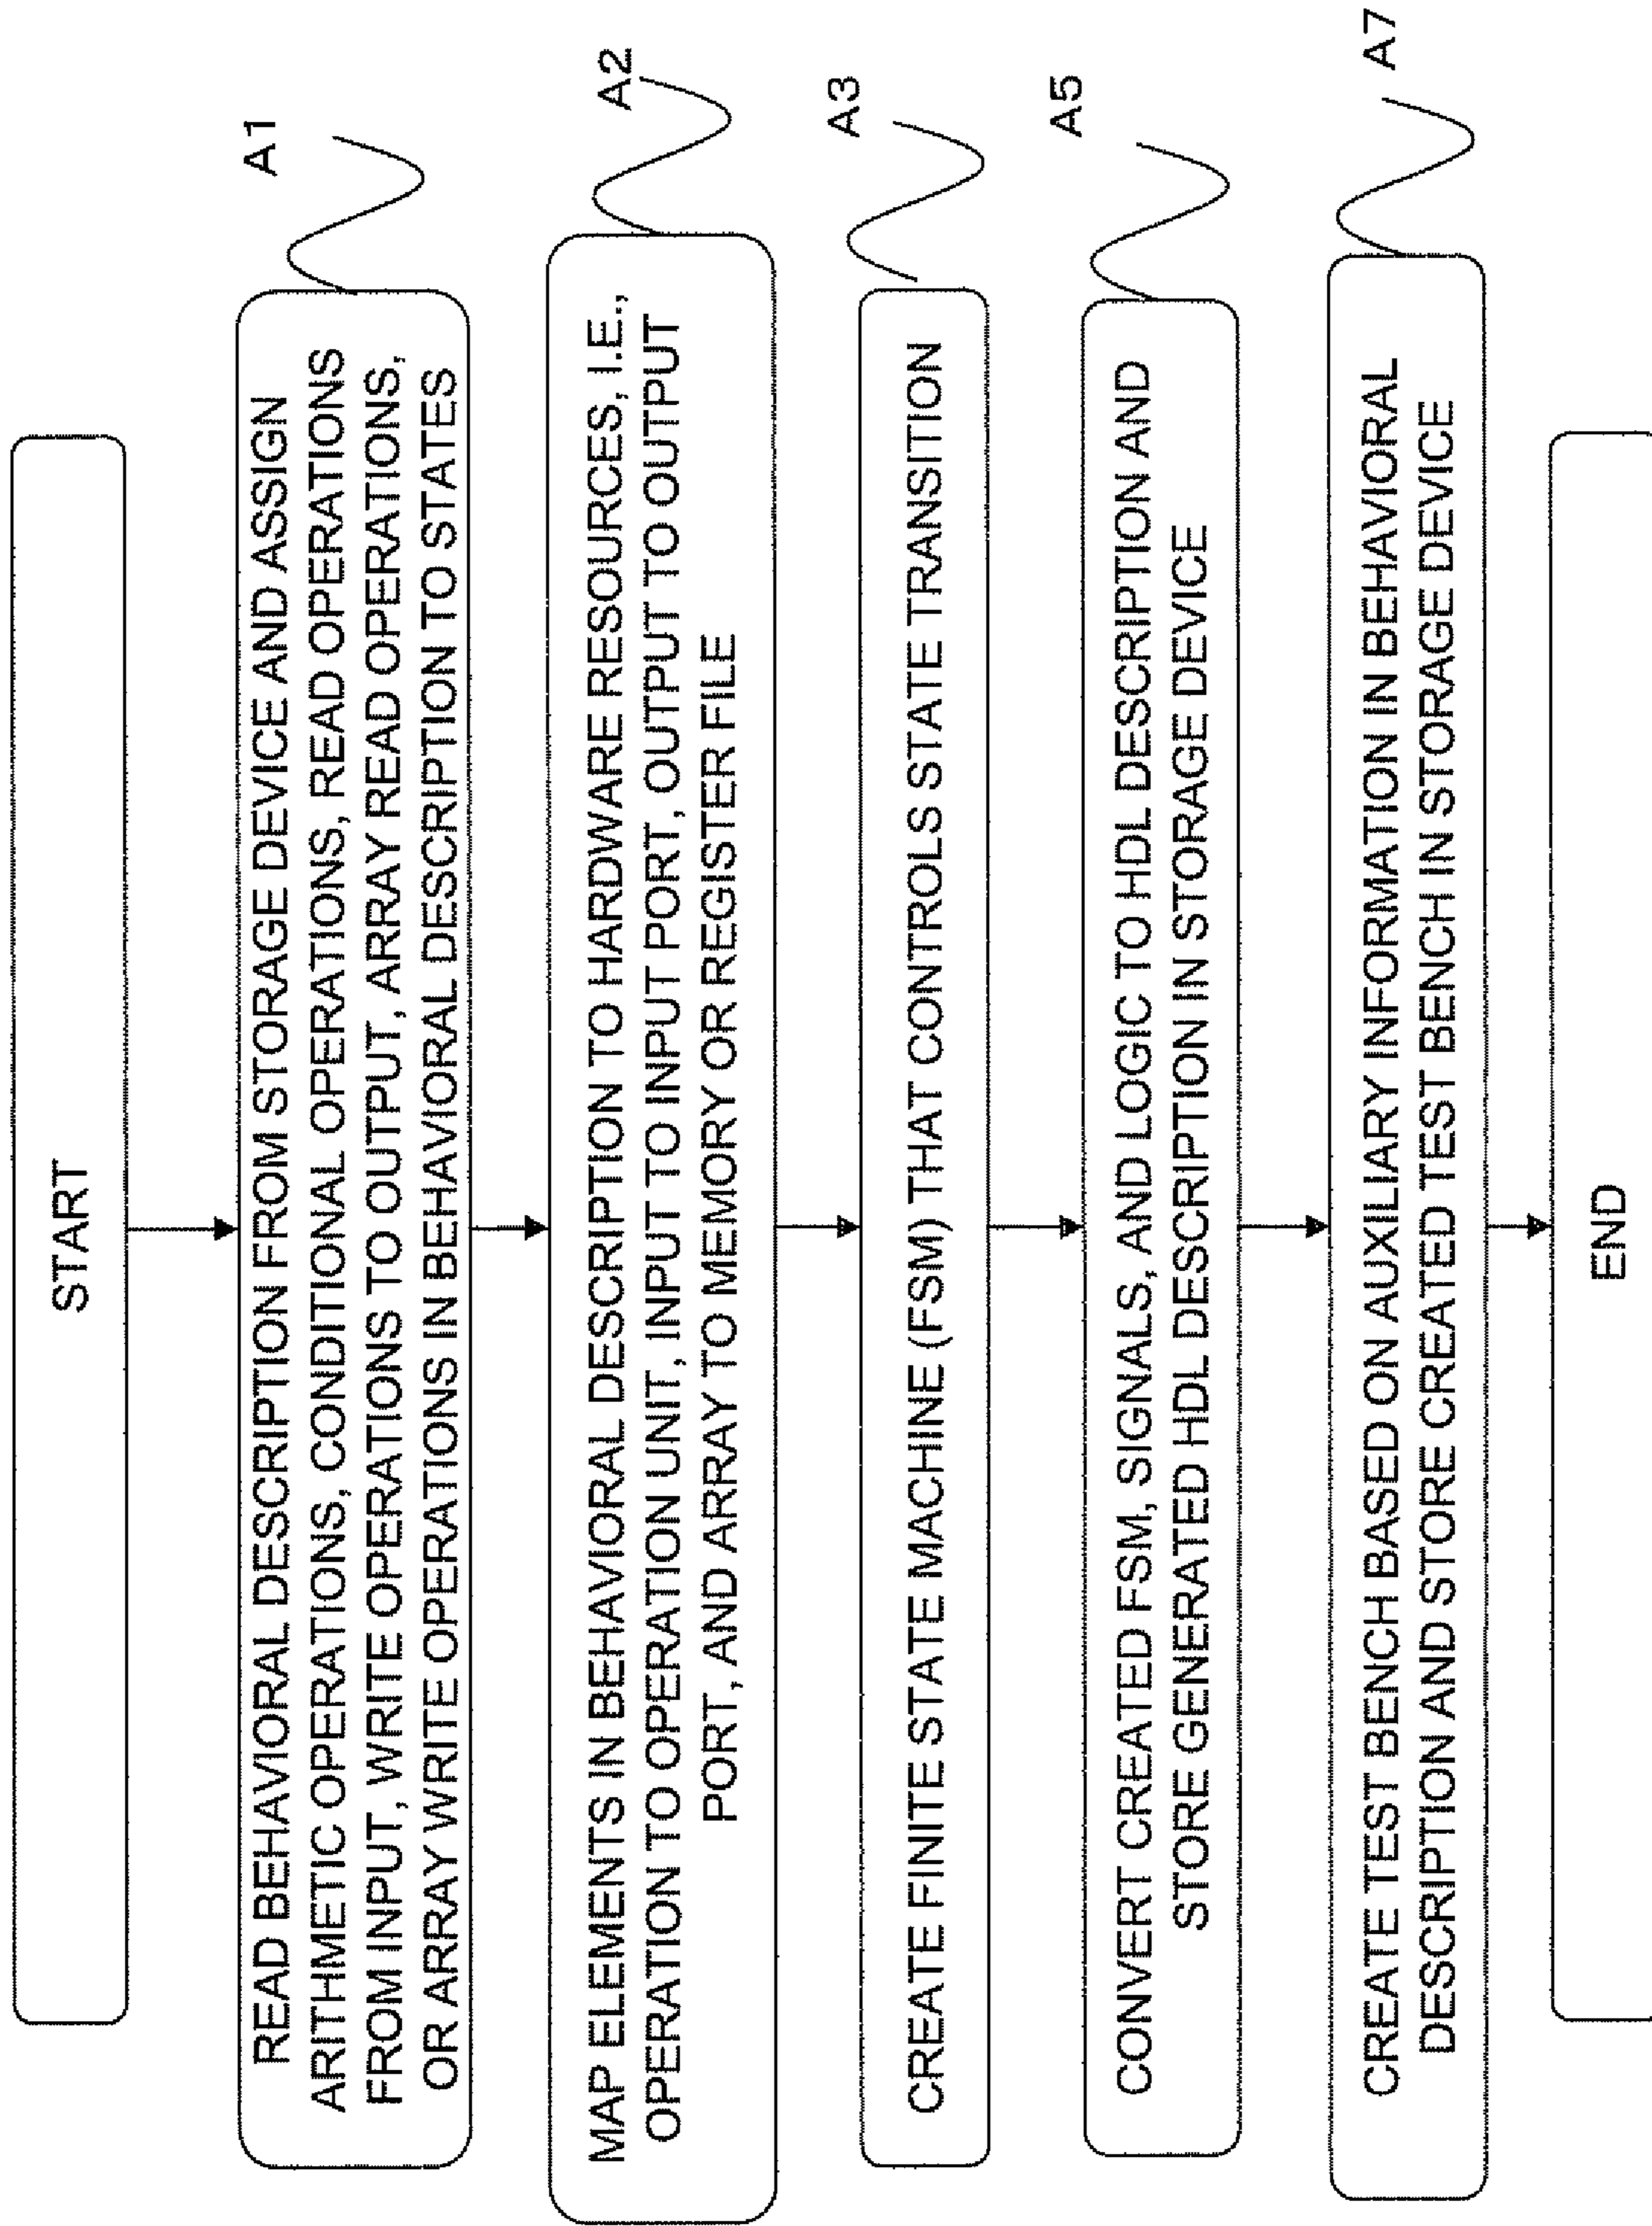 START
READ BEHAVIORAL DESCRIPTION FROM STORAGE DEVICE AND ASSIGN
ARITHMETIC OPERATIONS, CONDITIONAL OPERATIONS, READ OPERATIONS
FROM INPUT, WRITE OPERATIONS TO OUTPUT, ARRAY READ OPERATIONS,
OR ARRAY WRITE OPERATIONS IN BEHAVIORAL DESCRIPTION TO STATES
A1
MAP ELEMENTS IN BEHAVIORAL DESCRIPTION TO HARDWARE RESOURCES, I.E.,
OPERATION TO OPERATION UNIT, INPUT TO INPUT PORT, OUTPUT TO OUTPUT
PORT, AND ARRAY TO MEMORY OR REGISTER FILE
A2
CREATE FINITE STATE MACHINE (FSM) THAT CONTROLS STATE TRANSITION
A3
CONVERT CREATED FSM, SIGNALS, AND LOGIC TO HDL DESCRIPTION AND
STORE GENERATED HDL DESCRIPTION IN STORAGE DEVICE
A5
CREATE TEST BENCH BASED ON AUXILIARY INFORMATION IN BEHAVIORAL
DESCRIPTION AND STORE CREATED TEST BENCH IN STORAGE DEVICE
A7
END